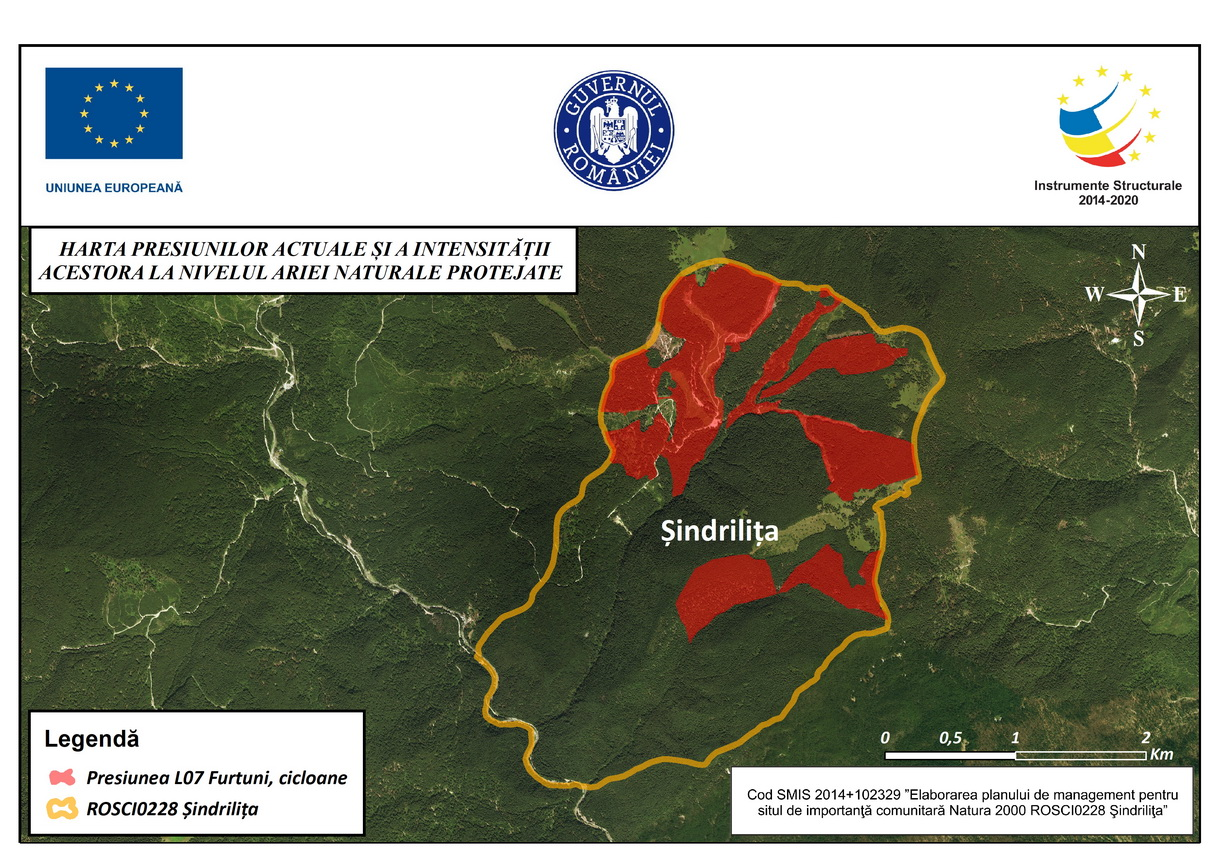 GUVERNUL
ROMÂNIEI
UNIUNEA EUROPEANĂ
Instrumente Structurale
2014-2020
HARTA PRESIUNILOR ACTUALE ȘI A INTENSITĂȚII
ACESTORA LA NIVELUL ARIEI NATURALE PROTEJATE
N
W E
S
Șindrilița
Legendă
Presiunea L07 Furtuni, cicloane
ROSCI0228 Șindrilița
0 0,5 1 2
Km
Cod SMIS 2014+102329 ”Elaborarea planului de management pentru
situl de importanţă comunitară Natura 2000 ROSCI0228 Şindriliţa”